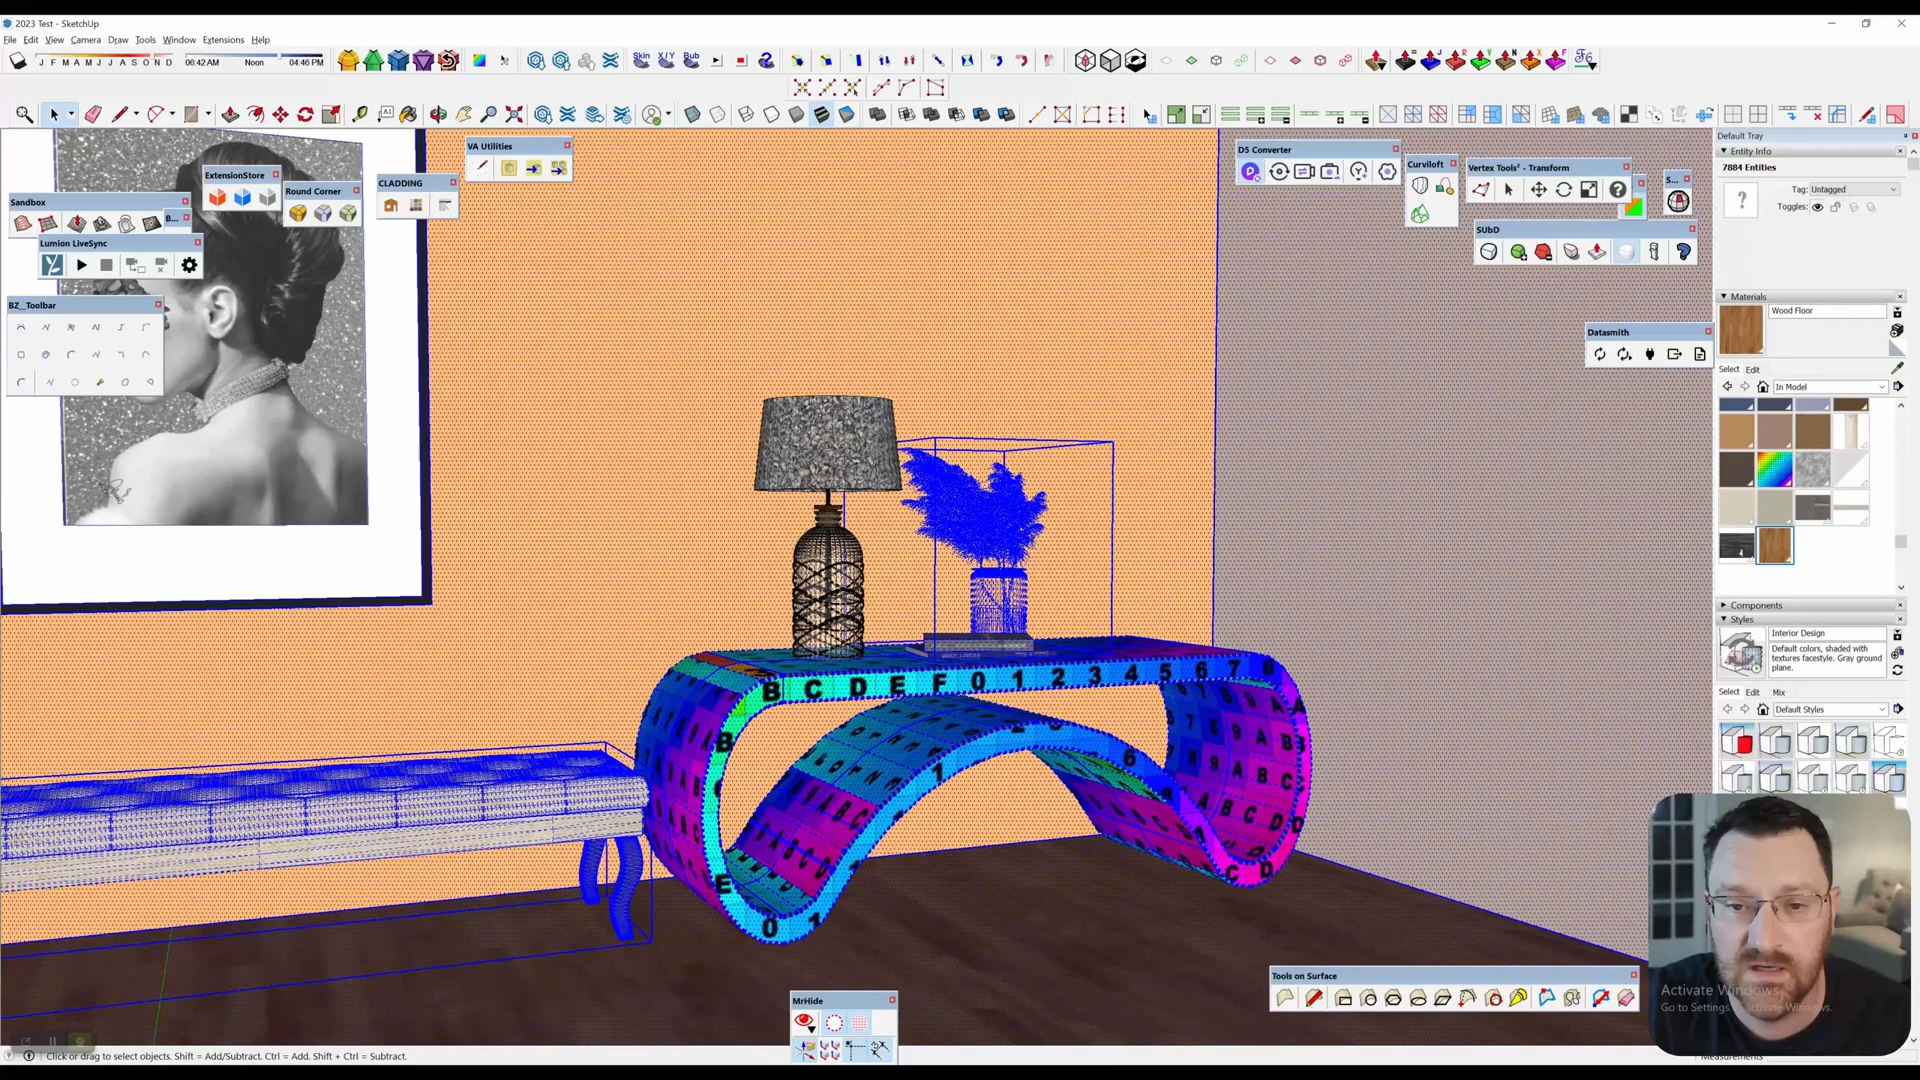 2023 Test - SketchUp
File Edit View Camera Draw Tools Window Extensions Help
J F M A M J J A S O N D 06:42 AM Noon 04:46 PM
Skin X/Y Bub
VA Utilities
D5 Converter
Curviloft
Vertex Tools² - Transform
S...
ExtensionStore
Round Corner
CLADDING
Sandbox
B...
Lumion LiveSync
BZ__Toolbar
SUbD
Datasmith
Default Tray
Entity Info
7884 Entities
Tag: Untagged
Toggles:
Materials
Wood Floor
Select Edit
In Model
Components
Styles
Interior Design
Default colors, shaded with
textures facestyle. Gray ground
plane.
Select Edit Mix
Default Styles
B C D E F 0 1 2 3 4 5 6 7 8
Tools on Surface
MrHide
Activate Windows
Go to Settings to activate Windows.
Click or drag to select objects. Shift = Add/Subtract. Ctrl = Add. Shift + Ctrl = Subtract.
Measurements